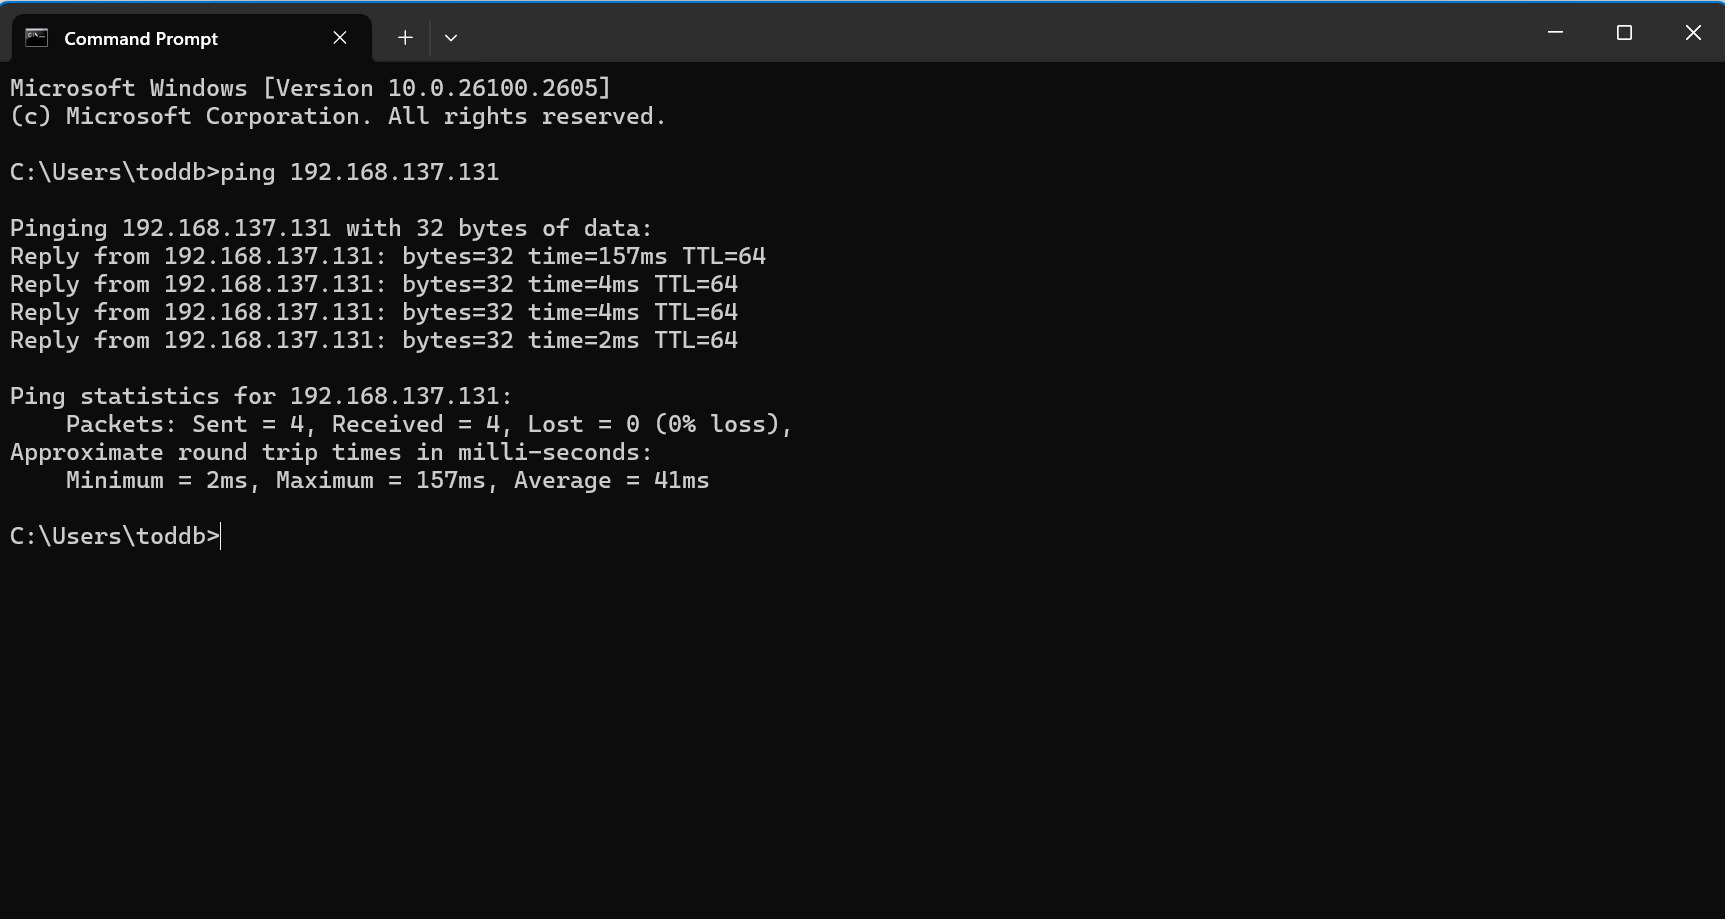 Command Prompt
Microsoft Windows [Version 10.0.26100.2605]
(c) Microsoft Corporation. All rights reserved.
C:\Users\toddb>ping 192.168.137.131
Pinging 192.168.137.131 with 32 bytes of data:
Reply from 192.168.137.131: bytes=32 time=157ms TTL=64
Reply from 192.168.137.131: bytes=32 time=4ms TTL=64
Reply from 192.168.137.131: bytes=32 time=4ms TTL=64
Reply from 192.168.137.131: bytes=32 time=2ms TTL=64
Ping statistics for 192.168.137.131:
    Packets: Sent = 4, Received = 4, Lost = 0 (0% loss),
Approximate round trip times in milli-seconds:
    Minimum = 2ms, Maximum = 157ms, Average = 41ms
C:\Users\toddb>